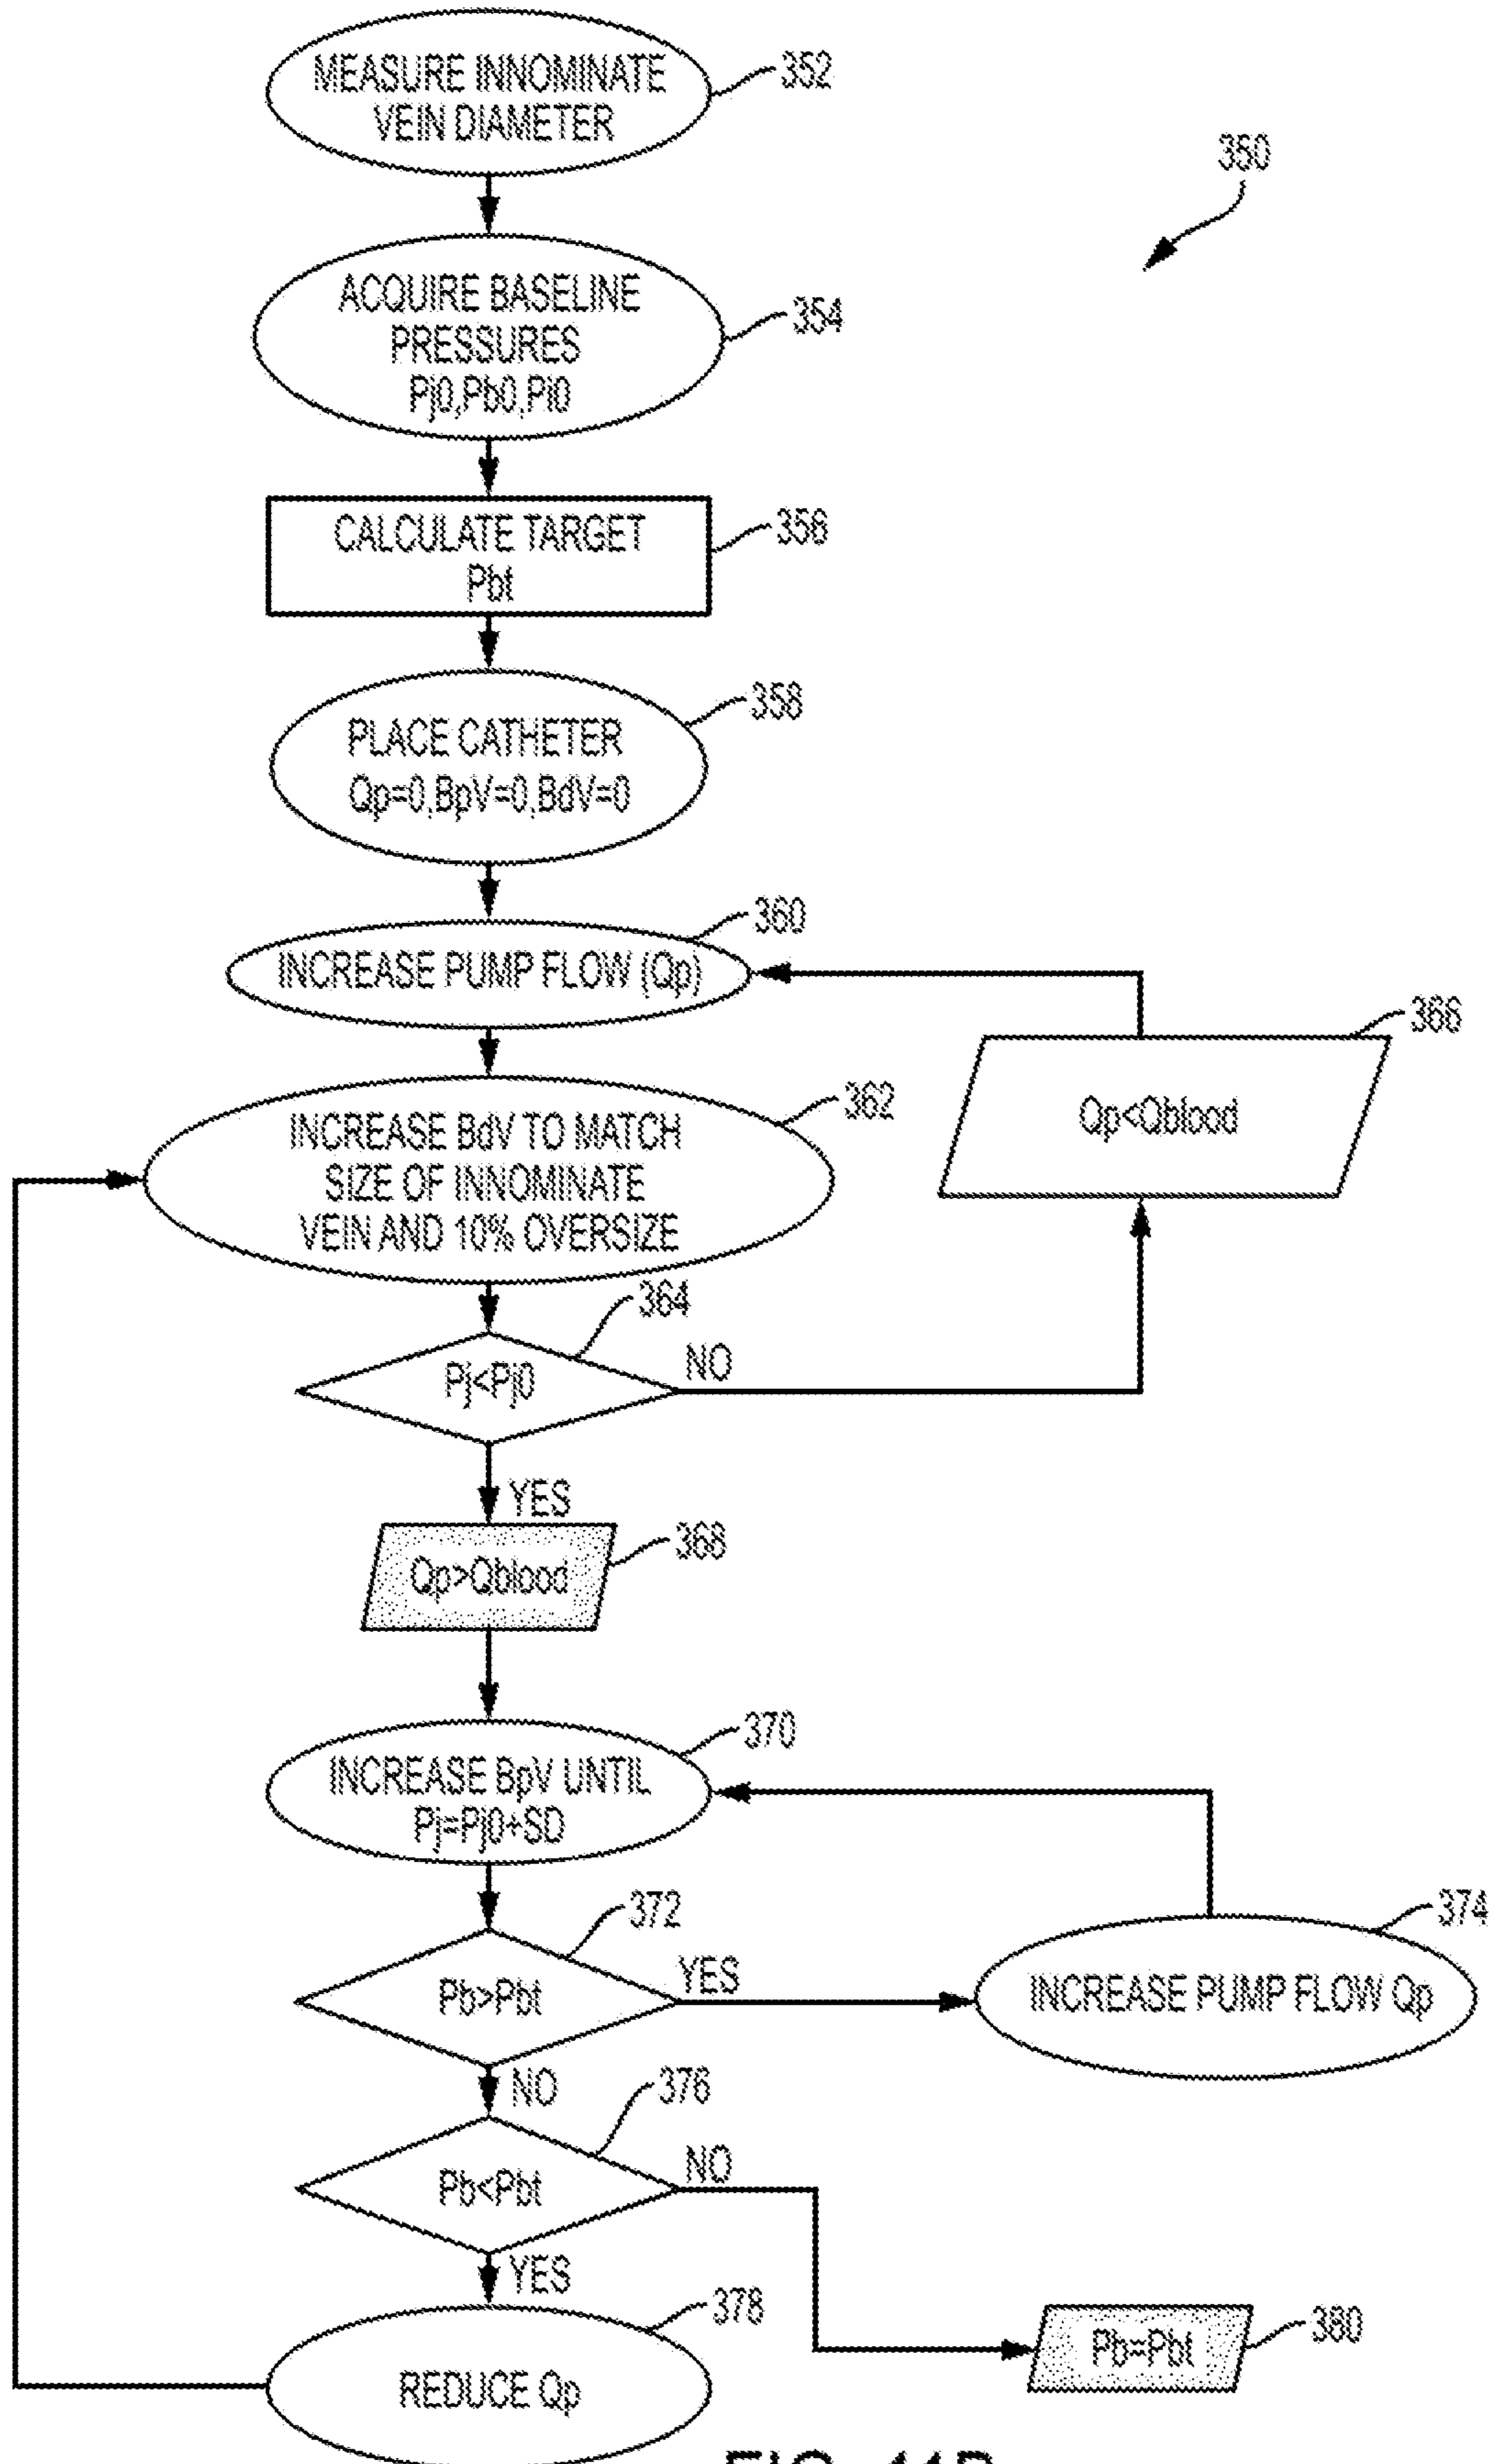 MEASURE INNOMINATE
VEIN DIAMETER
352
350
ACQUIRE BASELINE
PRESSURES
Pj0,Pb0,Pi0
354
CALCULATE TARGET
Pbt
356
PLACE CATHETER
Qp=0,BpV=0,BdV=0
358
INCREASE PUMP FLOW (Qp)
360
Qp<Qblood
366
INCREASE BdV TO MATCH
SIZE OF INNOMINATE
VEIN AND 10% OVERSIZE
362
Pj<Pj0
364
NO
YES
Qp>Qblood
368
INCREASE BpV UNTIL
Pj=Pj0+SD
370
Pb>Pbt
372
YES
INCREASE PUMP FLOW Qp
374
NO
Pb<Pbt
376
NO
YES
REDUCE Qp
378
Pb=Pbt
380